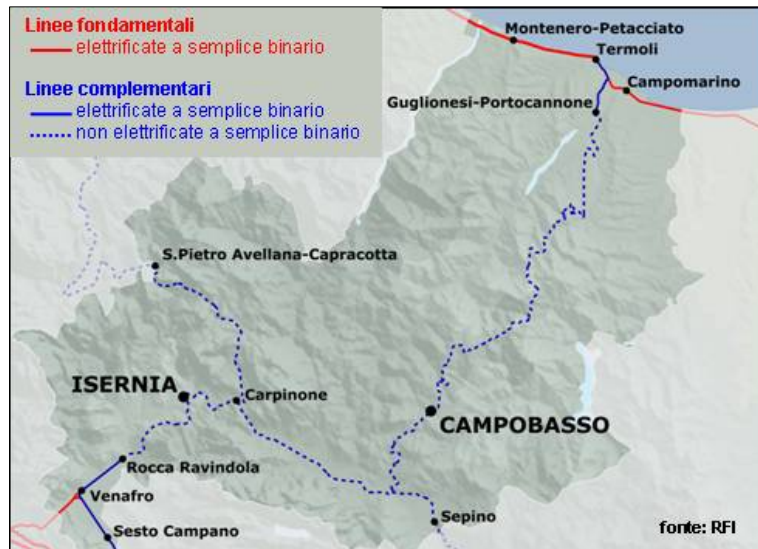 Linee fondamentali
elettrificate a semplice binario
Linee complementari
elettrificate a semplice binario
non elettrificate a semplice binario
Montenero-Petacciato
Termoli
Campomarino
Guglionesi-Portocannone
S.Pietro Avellana-Capracotta
ISERNIA
Carpinone
CAMPOBASSO
Rocca Ravindola
Venafro
Sesto Campano
Sepino
fonte: RFI